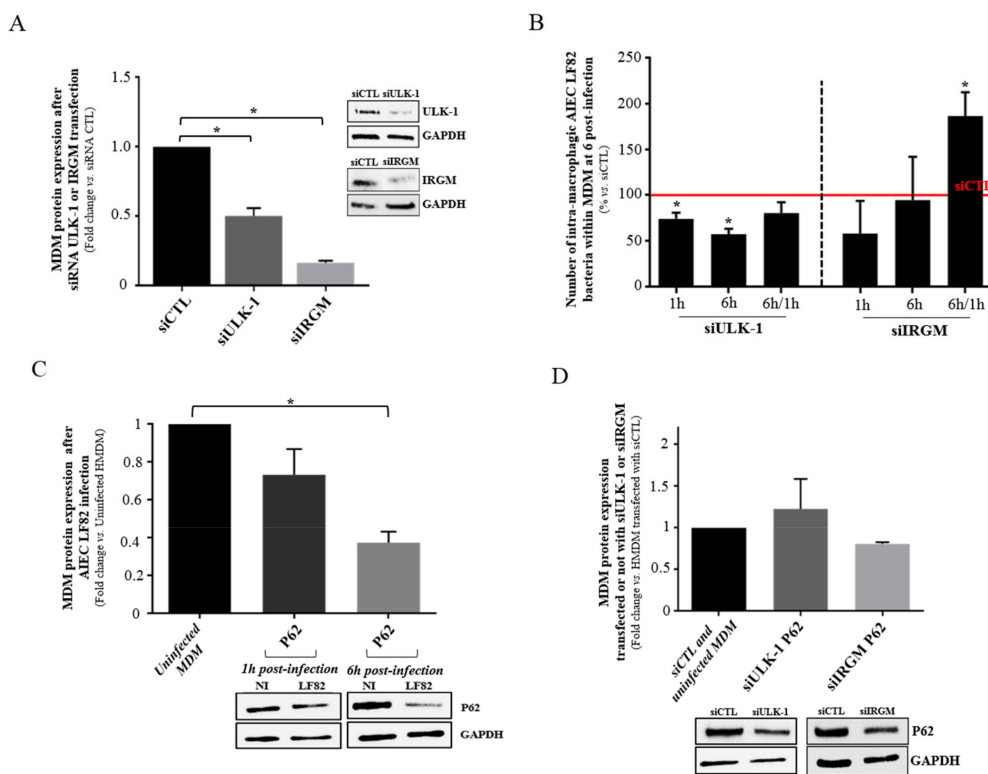 A
MDM protein expression after
siRNA ULK-1 or IRGM transfection
(Fold change vs. siRNA CTL)
1.5
1.0
0.5
0
*
*
siCTL
siULK-1
siIRGM
siCTL siULK-1
ULK-1
GAPDH
siCTL siIRGM
IRGM
GAPDH
B
Number of intra-macrophagic AIEC LF82
bacteria within MDM at 6 post-infection
(% vs. siCTL)
250
200
150
100
50
0
*
*
*
siCTL
1h 6h 6h/1h 1h 6h 6h/1h
siULK-1 siIRGM
C
MDM protein expression after
AIEC LF82 infection
(Fold change vs. Uninfected HMDM)
1
0.8
0.6
0.4
0.2
0
*
Uninfected
MDM
P62
P62
1h post-infection 6h post-infection
NI LF82 NI LF82
P62
GAPDH
D
MDM protein expression
transfected or not with siULK-1 or siIRGM
(Fold change vs. HMDM transfected with siCTL)
2
1.5
1
0.5
0
siCTL and
uninfected MDM
siULK-1 P62
siIRGM P62
siCTL siULK-1 siCTL siIRGM
P62
GAPDH